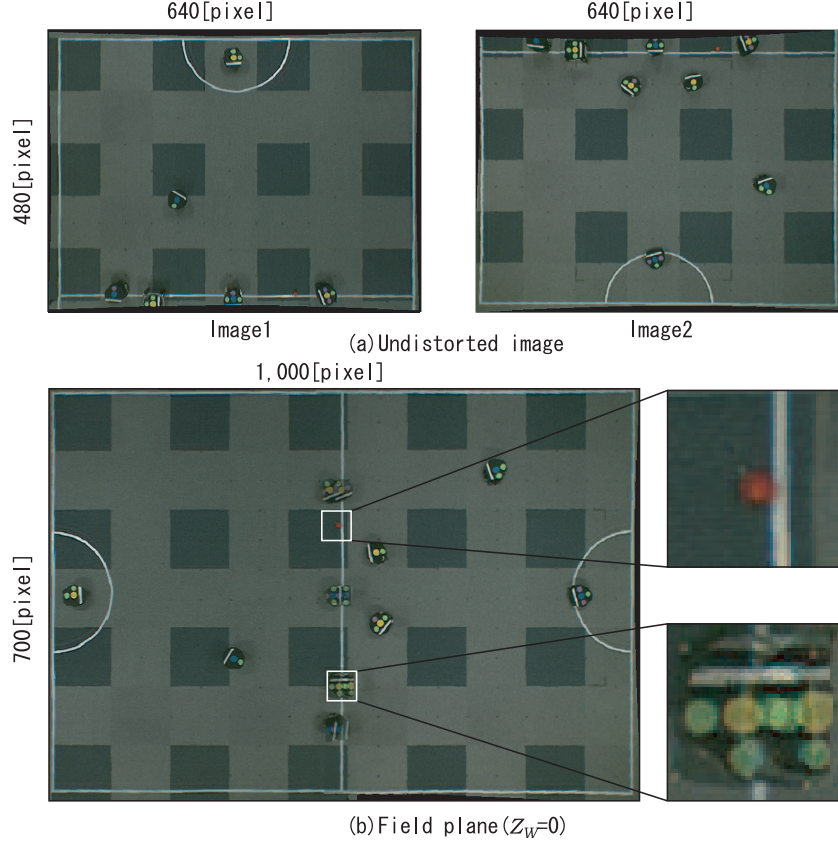 640[pixel]
640[pixel]
480[pixel]
Image1
Image2
(a)Undistorted image
1,000[pixel]
700[pixel]
(b)Field plane(Z_W=0)